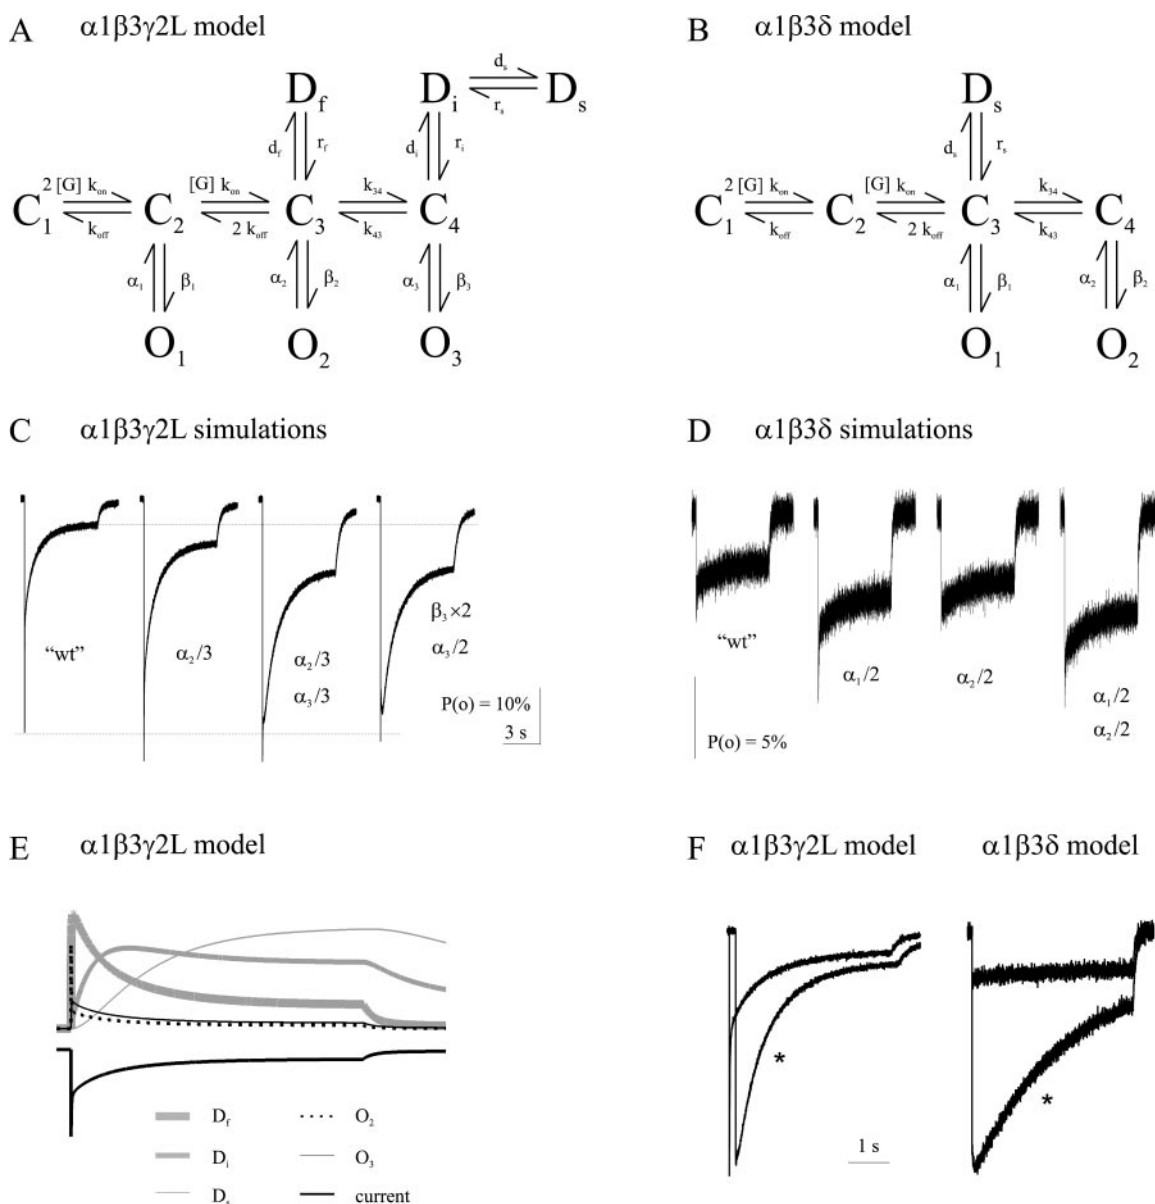 A α1β3γ2L model
B α1β3δ model
D_f D_i d_s r_s D_s
d_f r_f d_i r_i
C_1 2 [G] k_on k_off C_2 [G] k_on 2 k_off C_3 k_34 k_43 C_4
α_1 β_1 α_2 β_2 α_3 β_3
O_1 O_2 O_3
D_s
d_s r_s
C_1 2 [G] k_on k_off C_2 [G] k_on 2 k_off C_3 k_34 k_43 C_4
α_1 β_1 α_2 β_2
O_1 O_2
C α1β3γ2L simulations
"wt"
α_2/3
α_2/3
α_3/3
β_3×2
α_3/2
P(o) = 10%
3 s
D α1β3δ simulations
"wt"
α_1/2
α_2/2
α_1/2
α_2/2
P(o) = 5%
E α1β3γ2L model
D_f O_2
D_i O_3
D_s current
F α1β3γ2L model α1β3δ model
*
*
1 s